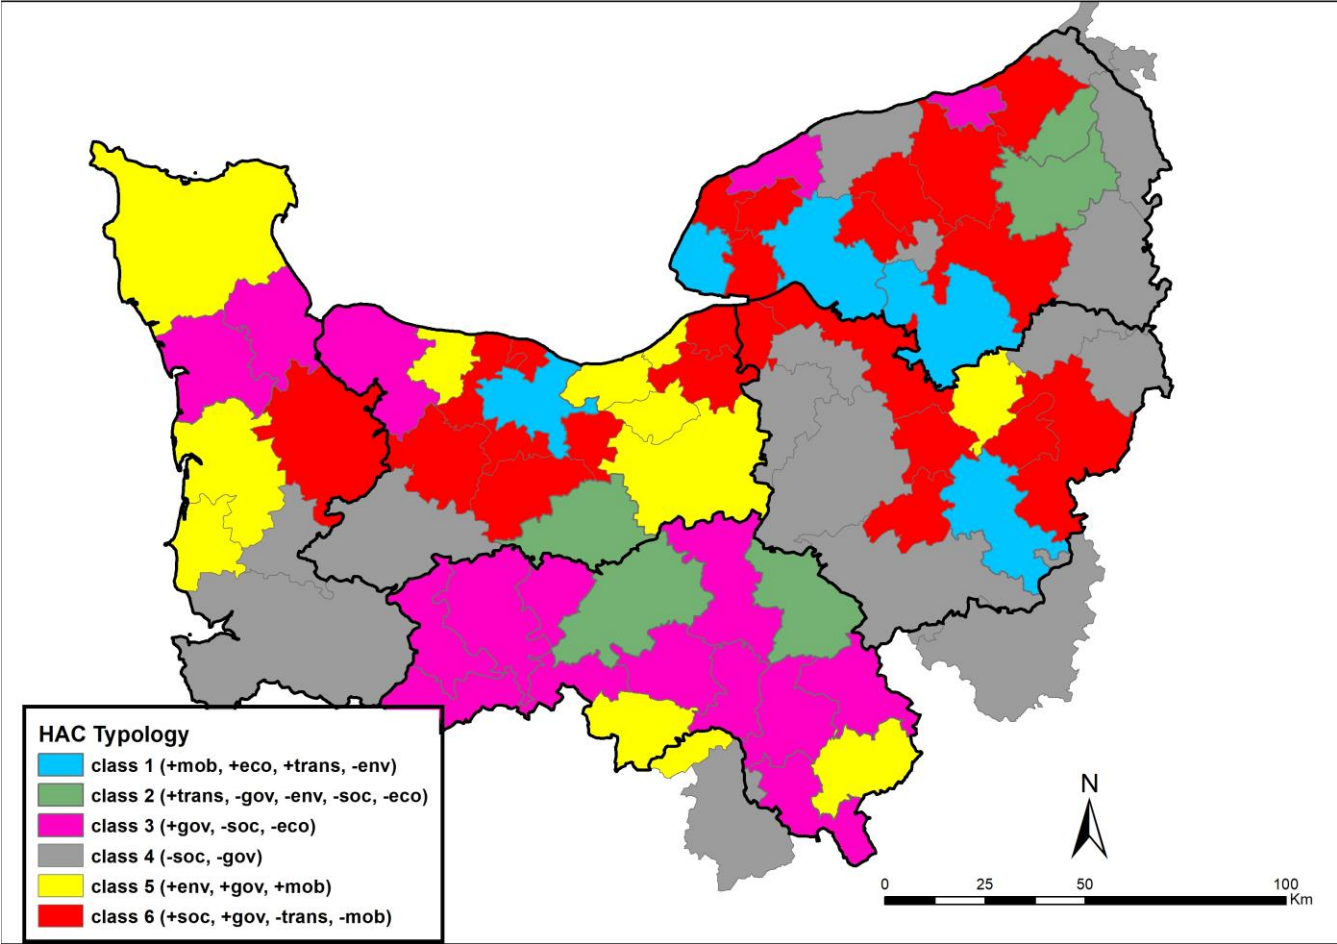 HAC Typology
class 1 (+mob, +eco, +trans, -env)
class 2 (+trans, -gov, -env, -soc, -eco)
class 3 (+gov, -soc, -eco)
class 4 (-soc, -gov)
class 5 (+env, +gov, +mob)
class 6 (+soc, +gov, -trans, -mob)
N
0 25 50 100
Km